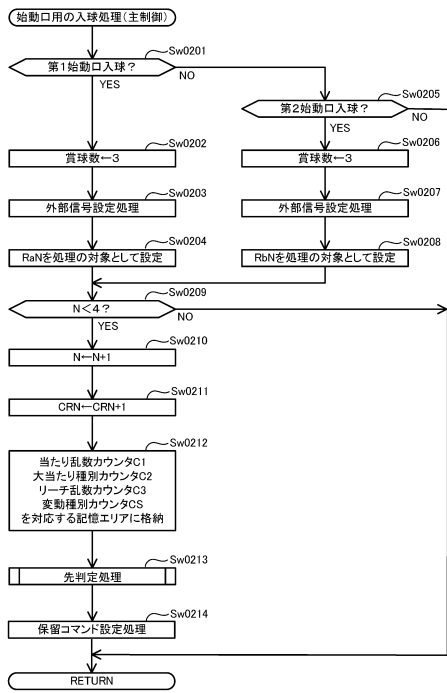 始動口用の入球処理(主制御)
Sw0201
第1始動口入球?
NO
YES
Sw0205
第2始動口入球?
NO
YES
Sw0202
賞球数←3
Sw0206
賞球数←3
Sw0203
外部信号設定処理
Sw0207
外部信号設定処理
Sw0204
RaNを処理の対象として設定
Sw0208
RbNを処理の対象として設定
Sw0209
N<4?
NO
YES
Sw0210
N←N+1
Sw0211
CRN←CRN+1
Sw0212
当たり乱数カウンタC1
大当たり種別カウンタC2
リーチ乱数カウンタC3
変動種別カウンタCS
を対応する記憶エリアに格納
Sw0213
先判定処理
Sw0214
保留コマンド設定処理
RETURN